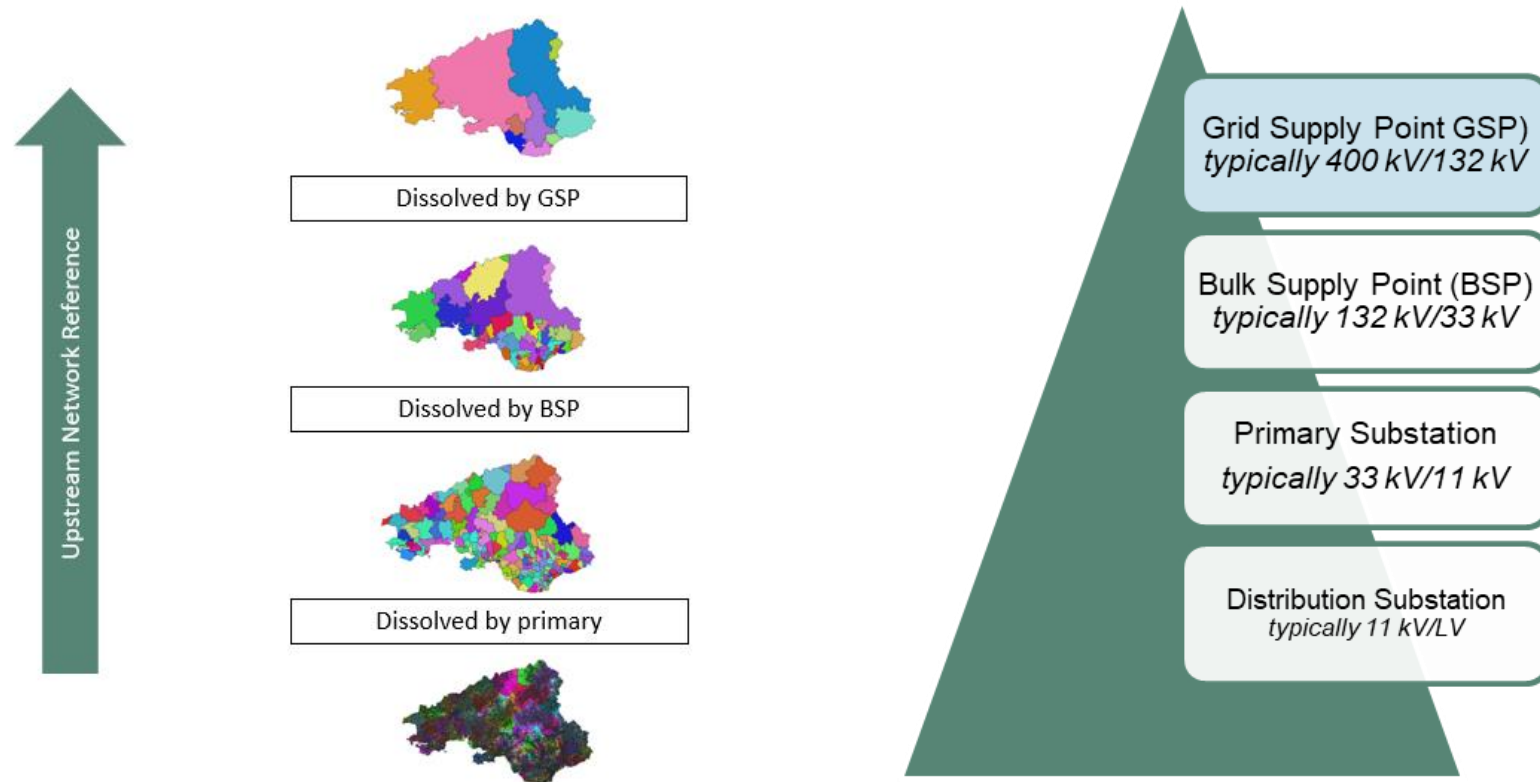 Upstream Network Reference
Dissolved by GSP
Dissolved by BSP
Dissolved by primary
Grid Supply Point GSP)
typically 400 kV/132 kV
Bulk Supply Point (BSP)
typically 132 kV/33 kV
Primary Substation
typically 33 kV/11 kV
Distribution Substation
typically 11 kV/LV